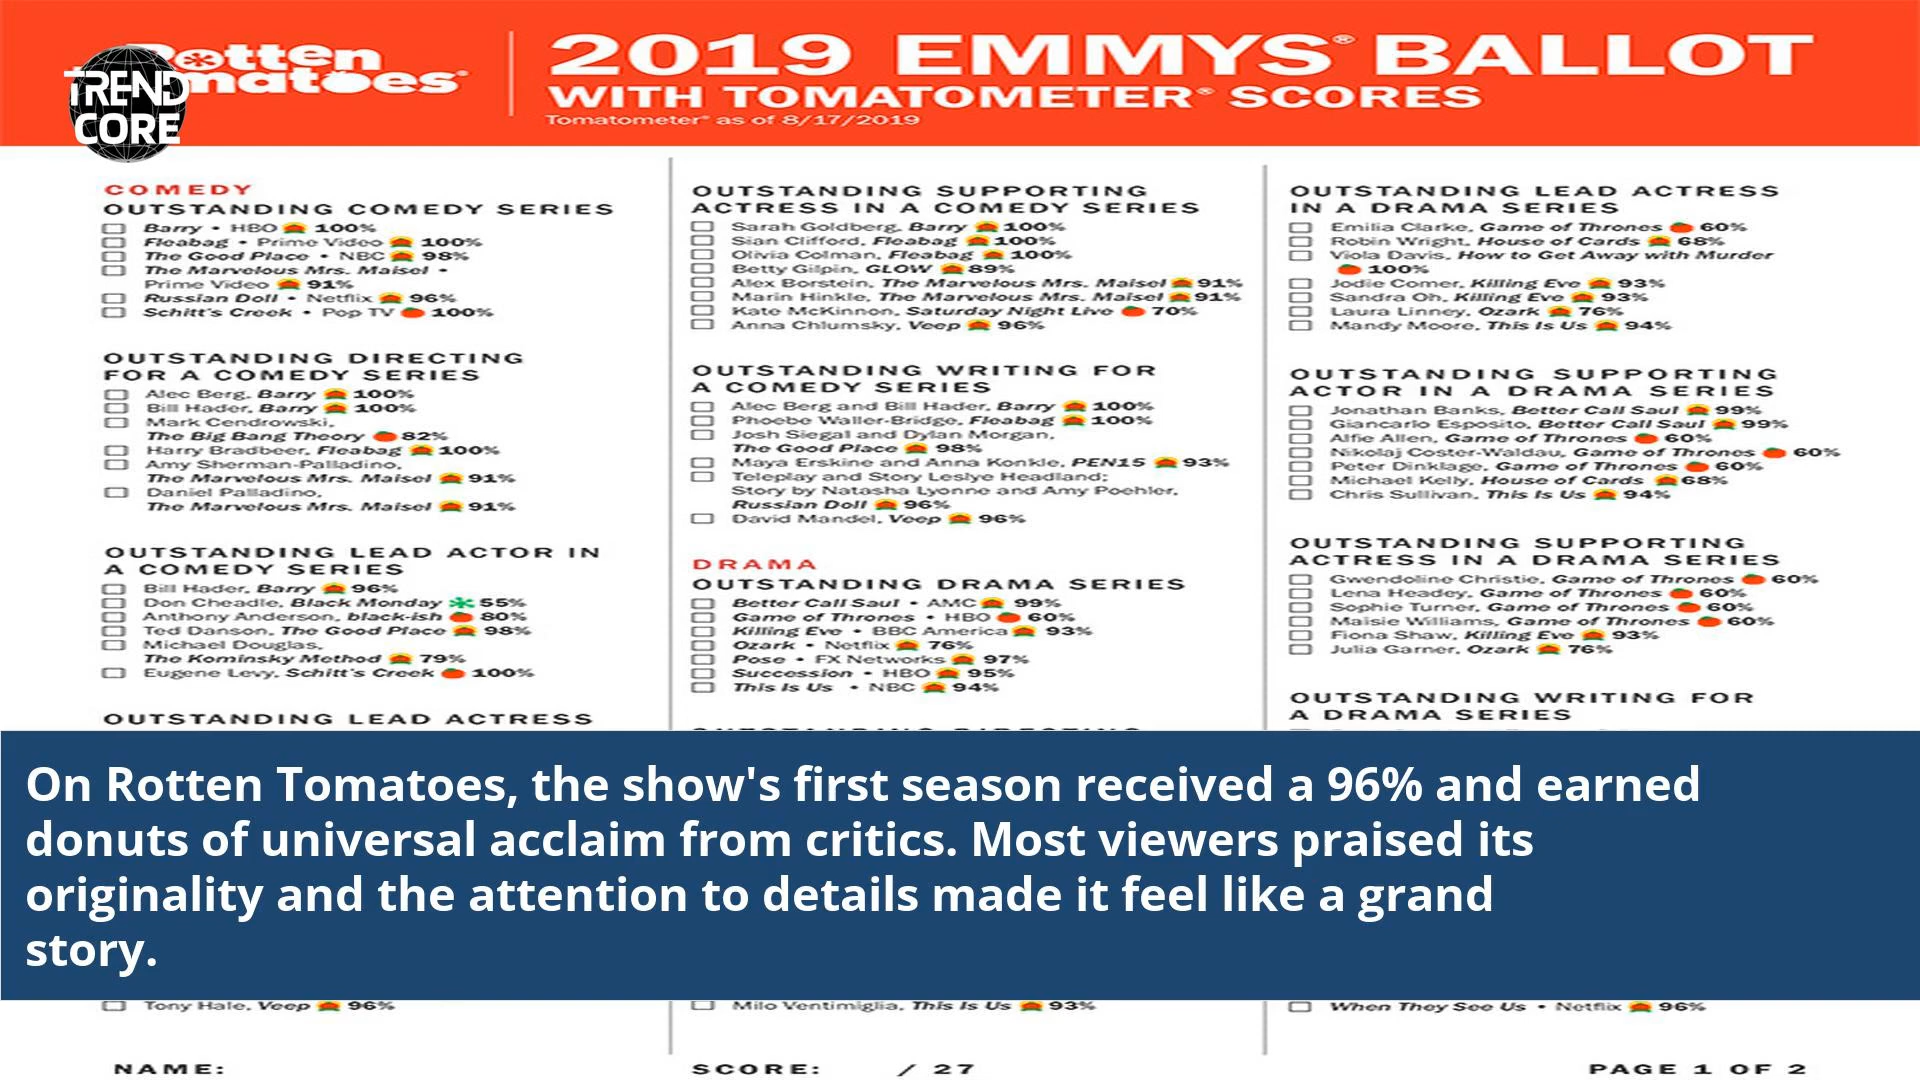 Rotten
matoes®
TREND
CORE
2019 EMMYS® BALLOT
WITH TOMATOMETER® SCORES
Tomatometer® as of 8/17/2019
COMEDY
OUTSTANDING COMEDY SERIES
Barry • HBO 100%
Fleabag • Prime Video 100%
The Good Place • NBC 98%
The Marvelous Mrs. Maisel •
Prime Video 91%
Russian Doll • Netflix 96%
Schitt's Creek • Pop TV 100%
OUTSTANDING DIRECTING
FOR A COMEDY SERIES
Alec Berg, Barry 100%
Bill Hader, Barry 100%
Mark Cendrowski,
The Big Bang Theory 82%
Harry Bradbeer, Fleabag 100%
Amy Sherman-Palladino,
The Marvelous Mrs. Maisel 91%
Daniel Palladino,
The Marvelous Mrs. Maisel 91%
OUTSTANDING LEAD ACTOR IN
A COMEDY SERIES
Bill Hader, Barry 96%
Don Cheadle, Black Monday 55%
Anthony Anderson, black-ish 80%
Ted Danson, The Good Place 98%
Michael Douglas,
The Kominsky Method 79%
Eugene Levy, Schitt's Creek 100%
OUTSTANDING LEAD ACTRESS
Tony Hale, Veep 96%
OUTSTANDING SUPPORTING
ACTRESS IN A COMEDY SERIES
Sarah Goldberg, Barry 100%
Sian Clifford, Fleabag 100%
Olivia Colman, Fleabag 100%
Betty Gilpin, GLOW 89%
Alex Borstein, The Marvelous Mrs. Maisel 91%
Marin Hinkle, The Marvelous Mrs. Maisel 91%
Kate McKinnon, Saturday Night Live 70%
Anna Chlumsky, Veep 96%
OUTSTANDING WRITING FOR
A COMEDY SERIES
Alec Berg and Bill Hader, Barry 100%
Phoebe Waller-Bridge, Fleabag 100%
Josh Siegal and Dylan Morgan,
The Good Place 98%
Maya Erskine and Anna Konkle, PEN15 93%
Teleplay and Story Leslye Headland;
Story by Natasha Lyonne and Amy Poehler,
Russian Doll 96%
David Mandel, Veep 96%
DRAMA
OUTSTANDING DRAMA SERIES
Better Call Saul • AMC 99%
Game of Thrones • HBO 60%
Killing Eve • BBC America 93%
Ozark • Netflix 76%
Pose • FX Networks 97%
Succession • HBO 95%
This Is Us • NBC 94%
Milo Ventimiglia, This Is Us 93%
OUTSTANDING LEAD ACTRESS
IN A DRAMA SERIES
Emilia Clarke, Game of Thrones 60%
Robin Wright, House of Cards 68%
Viola Davis, How to Get Away with Murder
100%
Jodie Comer, Killing Eve 93%
Sandra Oh, Killing Eve 93%
Laura Linney, Ozark 76%
Mandy Moore, This Is Us 94%
OUTSTANDING SUPPORTING
ACTOR IN A DRAMA SERIES
Jonathan Banks, Better Call Saul 99%
Giancarlo Esposito, Better Call Saul 99%
Alfie Allen, Game of Thrones 60%
Nikolaj Coster-Waldau, Game of Thrones 60%
Peter Dinklage, Game of Thrones 60%
Michael Kelly, House of Cards 68%
Chris Sullivan, This Is Us 94%
OUTSTANDING SUPPORTING
ACTRESS IN A DRAMA SERIES
Gwendoline Christie, Game of Thrones 60%
Lena Headey, Game of Thrones 60%
Sophie Turner, Game of Thrones 60%
Maisie Williams, Game of Thrones 60%
Fiona Shaw, Killing Eve 93%
Julia Garner, Ozark 76%
OUTSTANDING WRITING FOR
A DRAMA SERIES
When They See Us • Netflix 96%
On Rotten Tomatoes, the show's first season received a 96% and earned
donuts of universal acclaim from critics. Most viewers praised its
originality and the attention to details made it feel like a grand
story.
NAME:
SCORE: / 27
PAGE 1 OF 2